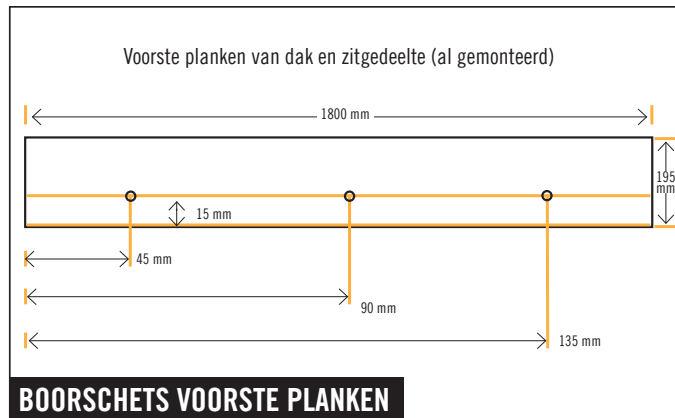 Voorste planken van dak en zitgedeelte (al gemonteerd)
1800 mm
195
mm
15 mm
45 mm
90 mm
135 mm
BOORSCHETS VOORSTE PLANKEN